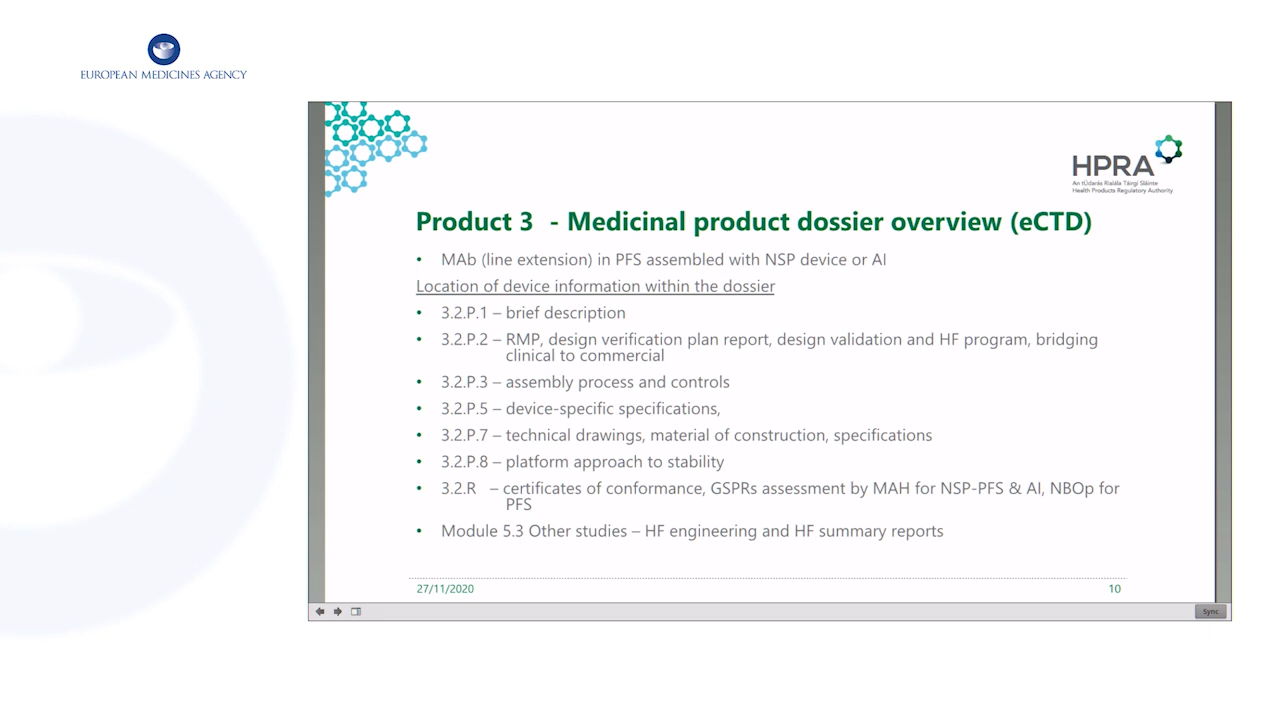 EUROPEAN MEDICINES AGENCY
HPRA
An tÚdarás Rialála Táirgí Sláinte
Health Products Regulatory Authority
Product 3 - Medicinal product dossier overview (eCTD)
• MAb (line extension) in PFS assembled with NSP device or AI
Location of device information within the dossier
• 3.2.P.1 – brief description
• 3.2.P.2 – RMP, design verification plan report, design validation and HF program, bridging
clinical to commercial
• 3.2.P.3 – assembly process and controls
• 3.2.P.5 – device-specific specifications,
• 3.2.P.7 – technical drawings, material of construction, specifications
• 3.2.P.8 – platform approach to stability
• 3.2.R – certificates of conformance, GSPRs assessment by MAH for NSP-PFS & AI, NBOp for
PFS
• Module 5.3 Other studies – HF engineering and HF summary reports
27/11/2020
10
Sync